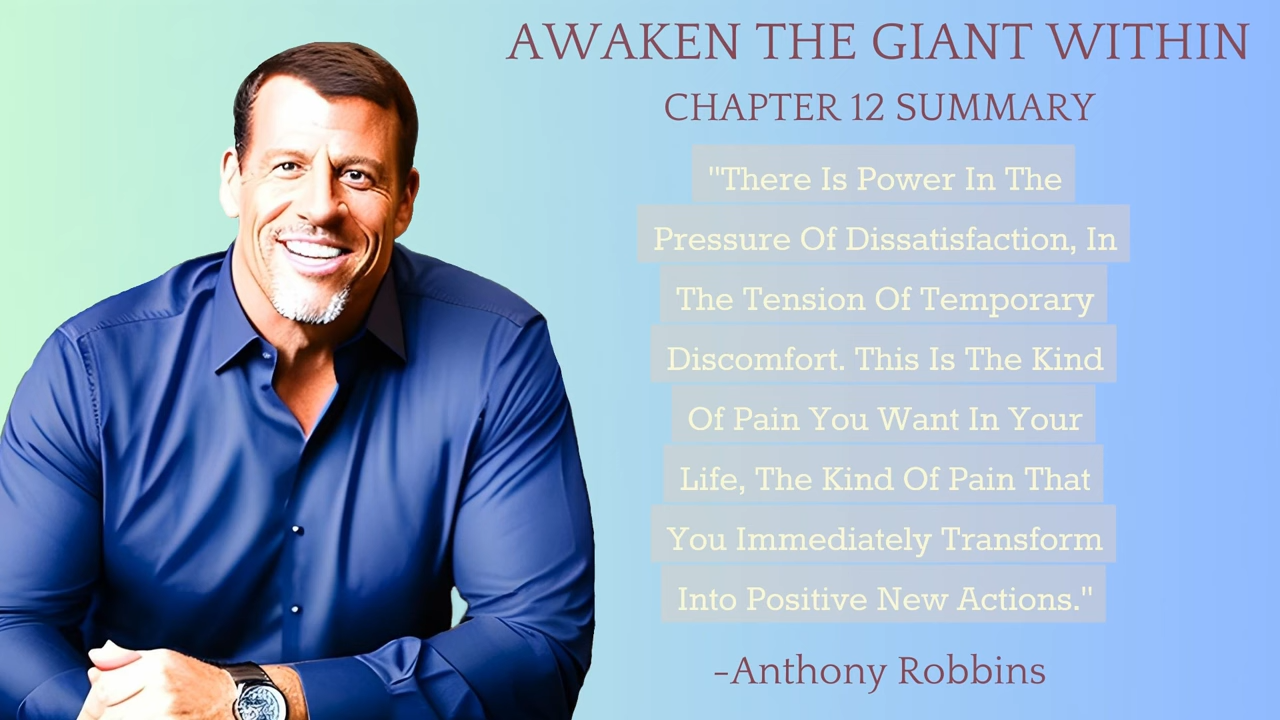 AWAKEN THE GIANT WITHIN
CHAPTER 12 SUMMARY
"There Is Power In The
Pressure Of Dissatisfaction, In
The Tension Of Temporary
Discomfort. This Is The Kind
Of Pain You Want In Your
Life, The Kind Of Pain That
You Immediately Transform
Into Positive New Actions."
–Anthony Robbins